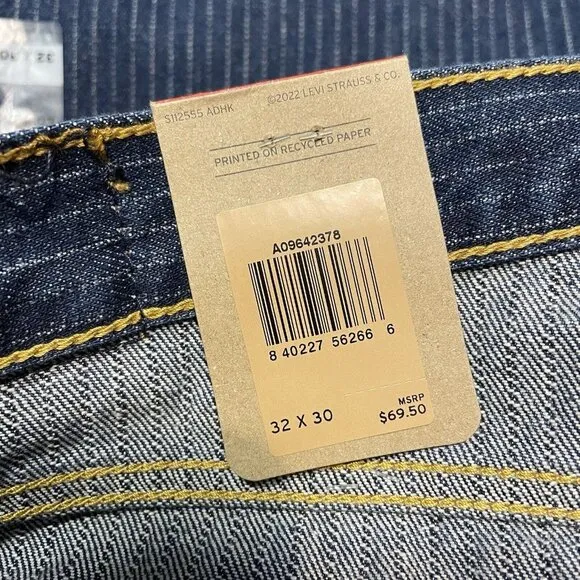 S112555 ADHK ©2022 LEVI STRAUSS & CO.
PRINTED ON RECYCLED PAPER
A09642378
8 40227 56266 6
32 X 30
MSRP
$69.50